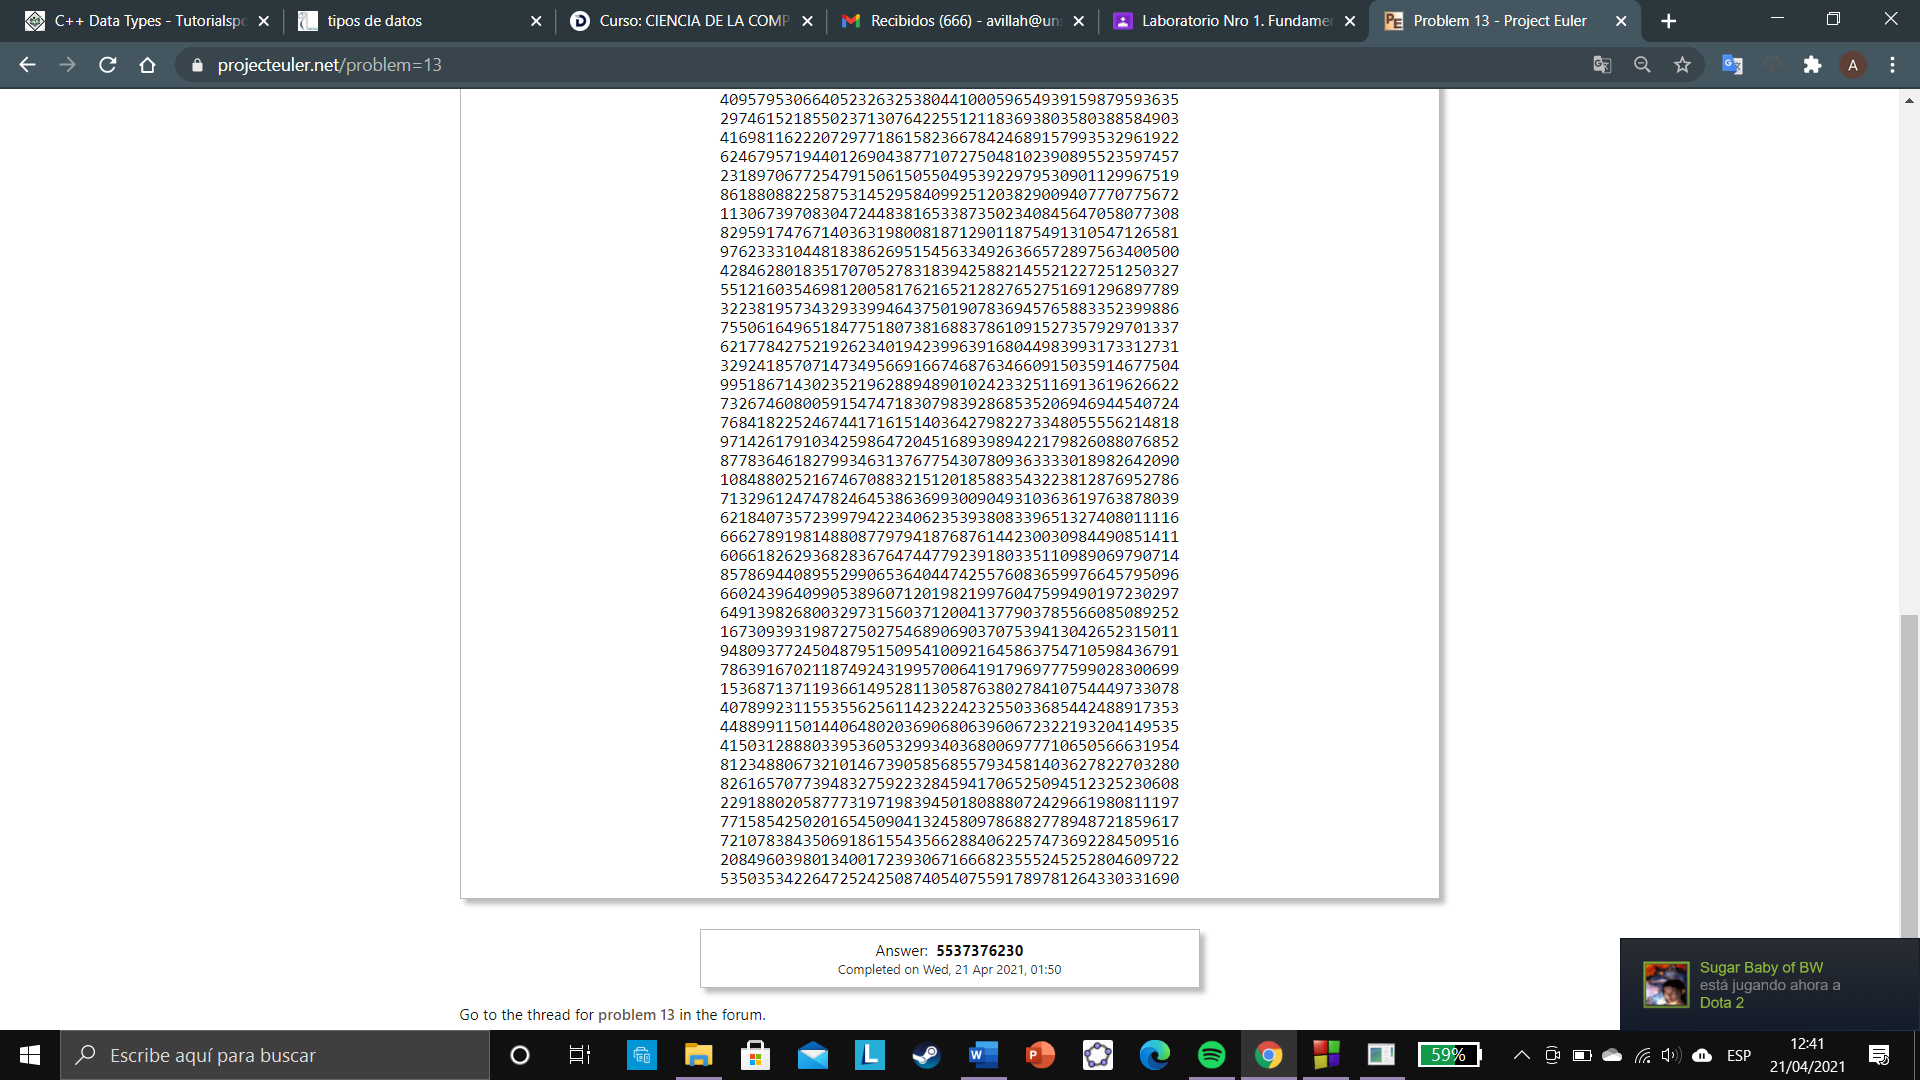 C++ Data Types - Tutorialspo
tipos de datos
Curso: CIENCIA DE LA COMP
Recibidos (666) - avillah@uns
Laboratorio Nro 1. Fundamen
Problem 13 - Project Euler
projecteuler.net/problem=13
A
40957953066405232632538044100059654939159879593635
29746152185502371307642255121183693803580388584903
41698116222072977186158236678424689157993532961922
62467957194401269043877107275048102390895523597457
23189706772547915061505504953922979530901129967519
86188088225875314529584099251203829009407770775672
11306739708304724483816533873502340845647058077308
82959174767140363198008187129011875491310547126581
97623331044818386269515456334926366572897563400500
42846280183517070527831839425882145521227251250327
55121603546981200581762165212827652751691296897789
32238195734329339946437501907836945765883352399886
75506164965184775180738168837861091527357929701337
62177842752192623401942399639168044983993173312731
32924185707147349566916674687634660915035914677504
99518671430235219628894890102423325116913619626622
73267460800591547471830798392868535206946944540724
76841822524674417161514036427982273348055556214818
97142617910342598647204516893989422179826088076852
87783646182799346313767754307809363333018982642090
10848802521674670883215120185883543223812876952786
71329612474782464538636993009049310363619763878039
62184073572399794223406235393808339651327408011116
66627891981488087797941876876144230030984490851411
60661826293682836764744779239180335110989069790714
85786944089552990653640447425576083659976645795096
66024396409905389607120198219976047599490197230297
64913982680032973156037120041377903785566085089252
16730939319872750275468906903707539413042652315011
94809377245048795150954100921645863754710598436791
78639167021187492431995700641917969777599028300699
15368713711936614952811305876380278410754449733078
40789923115535562561142322423255033685442488917353
44889911501440648020369068063960672322193204149535
41503128880339536053299340368006977710650566631954
81234880673210146739058568557934581403627822703280
82616570773948327592232845941706525094512325230608
22918802058777319719839450180888072429661980811197
77158542502016545090413245809786882778948721859617
72107838435069186155435662884062257473692284509516
20849603980134001723930671666823555245252804609722
53503534226472524250874054075591789781264330331690
Answer: 5537376230
Completed on Wed, 21 Apr 2021, 01:50
Go to the thread for problem 13 in the forum.
Sugar Baby of BW
está jugando ahora a
Dota 2
Escribe aquí para buscar
59%
ESP
12:41
21/04/2021